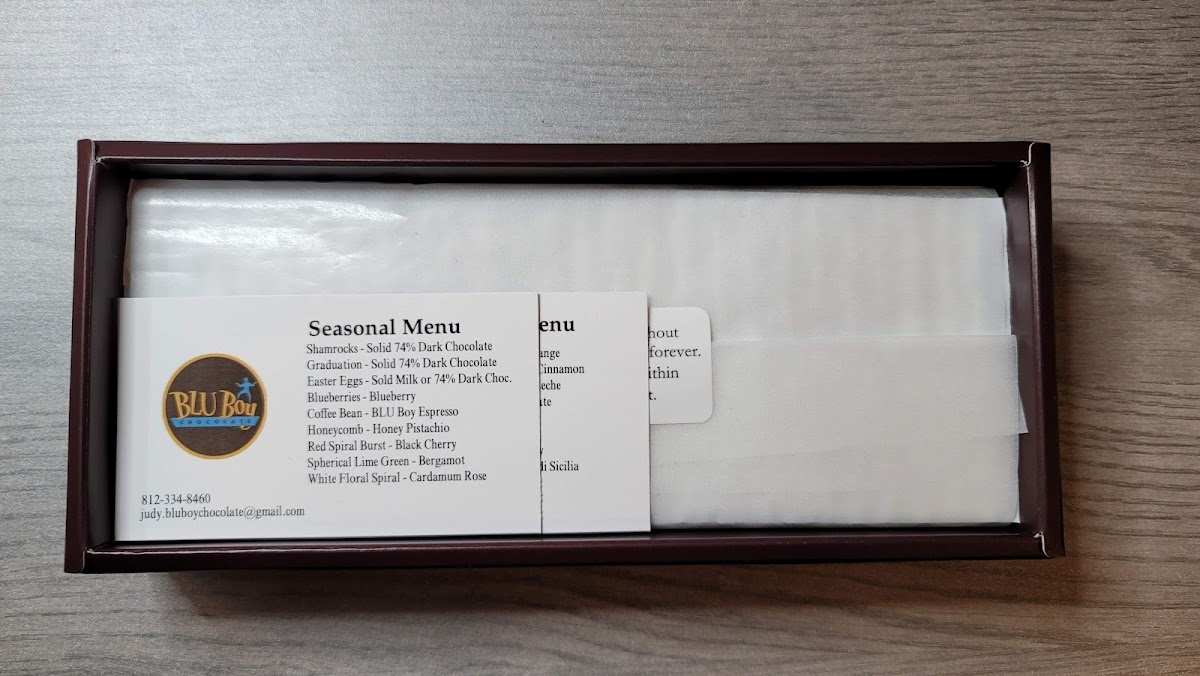 Seasonal Menu
Shamrocks - Solid 74% Dark Chocolate
Graduation - Solid 74% Dark Chocolate
Easter Eggs - Sold Milk or 74% Dark Choc.
Blueberries - Blueberry
Coffee Bean - BLU Boy Espresso
Honeycomb - Honey Pistachio
Red Spiral Burst - Black Cherry
Spherical Lime Green - Bergamot
White Floral Spiral - Cardamum Rose
BLU Boy
CHOCOLATE
812-334-8460
judy.bluboychocolate@gmail.com
enu
ange
Cinnamon
eche
te
y
di Sicilia
hout
forever.
ithin
t.